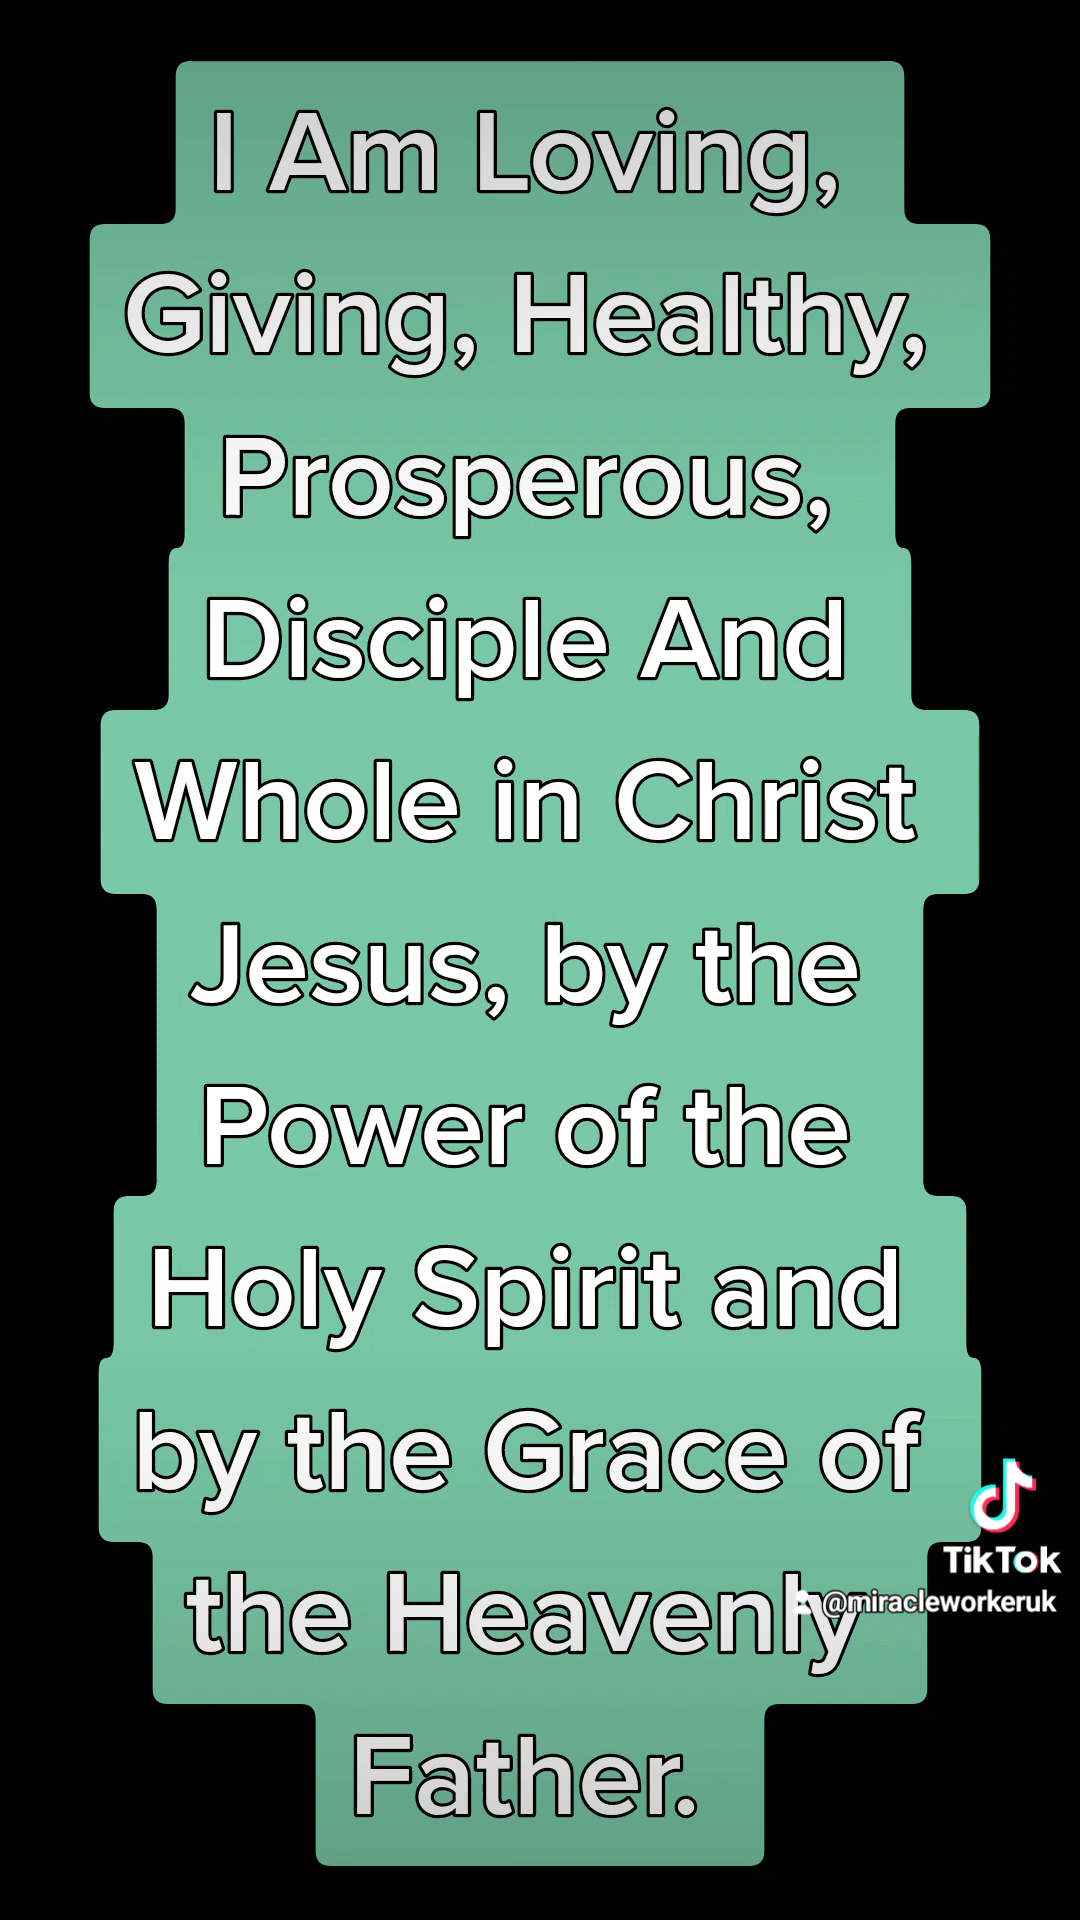 I Am Loving,
Giving, Healthy,
Prosperous,
Disciple And
Whole in Christ
Jesus, by the
Power of the
Holy Spirit and
by the Grace of
the Heavenly
Father.
TikTok
@miracleworkeruk